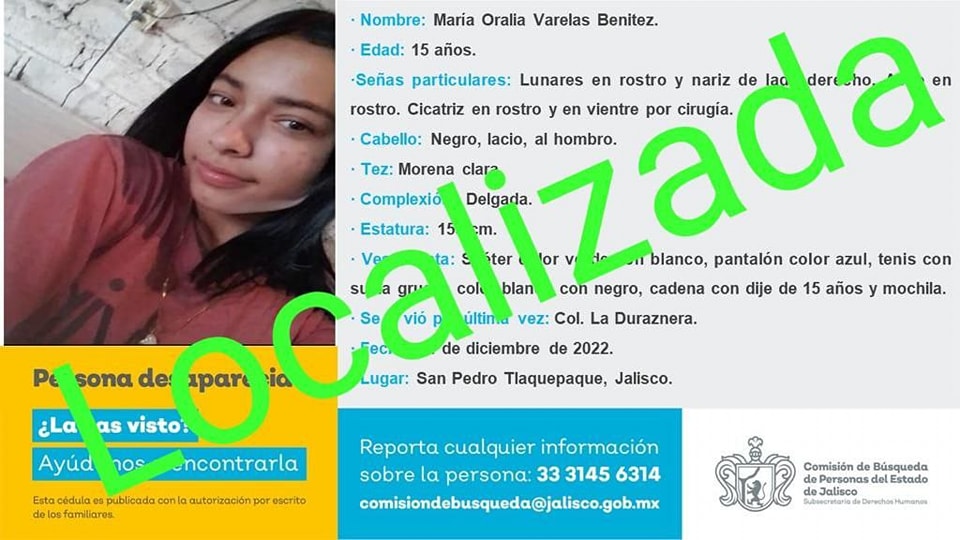 · Nombre: María Oralia Varelas Benitez.
· Edad: 15 años.
·Señas particulares: Lunares en rostro y nariz de lado derecho. en
rostro. Cicatriz en rostro y en vientre por cirugía.
· Cabello: Negro, lacio, al hombro.
· Tez: Morena clara.
· Complexión: Delgada.
· Estatura: cm.
· Vestimenta: Suéter color verde con blanco, pantalón color azul, tenis con
suela gruesa color blanco con negro, cadena con dije de 15 años y mochila.
· Se vió por última vez: Col. La Duraznera.
· Fecha: de diciembre de 2022.
· Lugar: San Pedro Tlaquepaque, Jalisco.
Localizada
Persona desaparecida
¿La has visto?
Ayúdanos a encontrarla
Esta cédula es publicada con la autorización por escrito
de los familiares.
Reporta cualquier información
sobre la persona: 33 3145 6314
comisiondebusqueda@jalisco.gob.mx
Comisión de Búsqueda
de Personas del Estado
de Jalisco
Subsecretaría de Derechos Humanos